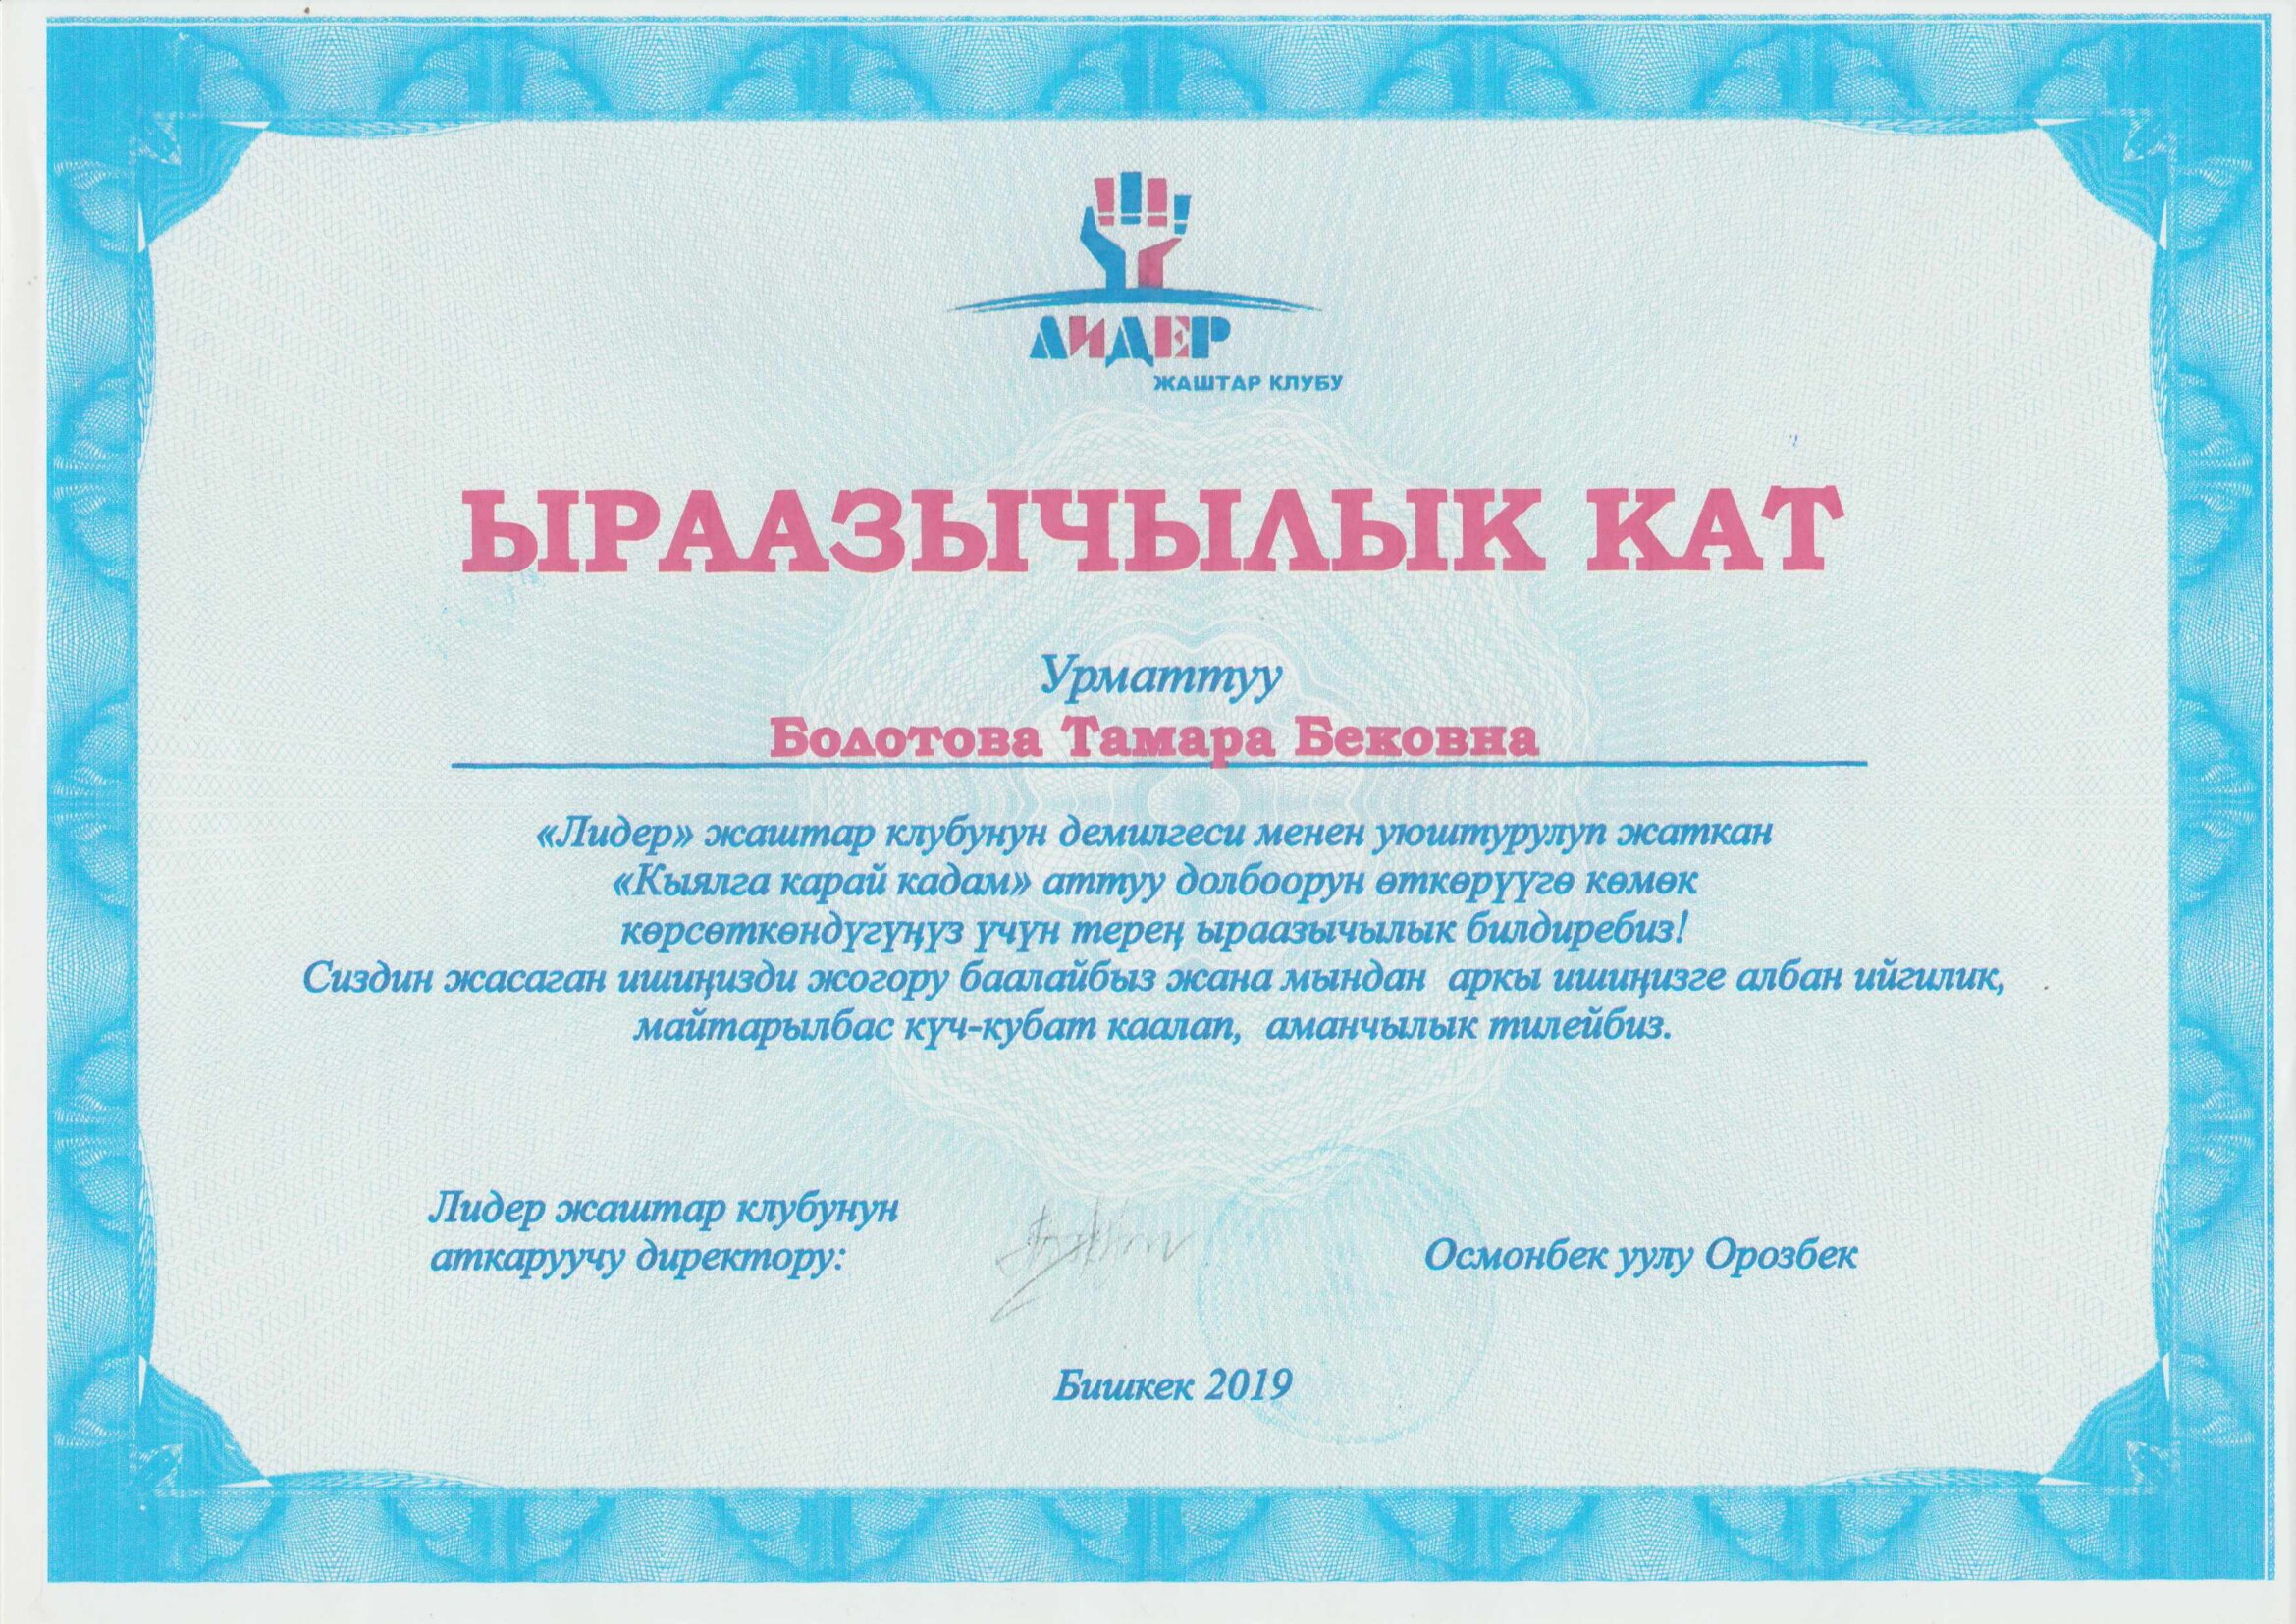 ЛИДЕР
ЖАШТАР КЛУБУ
ЫРААЗЫЧЫЛЫК КАТ
Урматтуу
Болотова Тамара Бековна
«Лидер» жаштар клубунун демилгеси менен уюштурулуп жаткан
«Кыялга карай кадам» аттуу долбоорун өткөрүүгө көмөк
көрсөткөндүгүңүз үчүн терең ыраазычылык билдиребиз!
Сиздин жасаган ишиңизди жогору баалайбыз жана мындан аркы ишиңизге албан ийгилик,
майтарылбас күч-кубат каалап, аманчылык тилейбиз.
Лидер жаштар клубунун
аткаруучу директору:
Осмонбек уулу Орозбек
Бишкек 2019